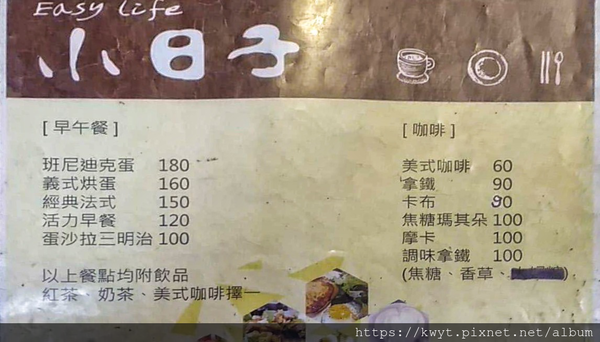 Easy Life
小日子
[早午餐]
班尼迪克蛋 180
義式烘蛋 160
經典法式 150
活力早餐 120
蛋沙拉三明治 100
以上餐點均附飲品
紅茶、奶茶、美式咖啡擇一
[咖啡]
美式咖啡 60
拿鐵 90
卡布 90
焦糖瑪其朵 100
摩卡 100
調味拿鐵 100
(焦糖、香草、)
https://kwyt.pixnet.net/album